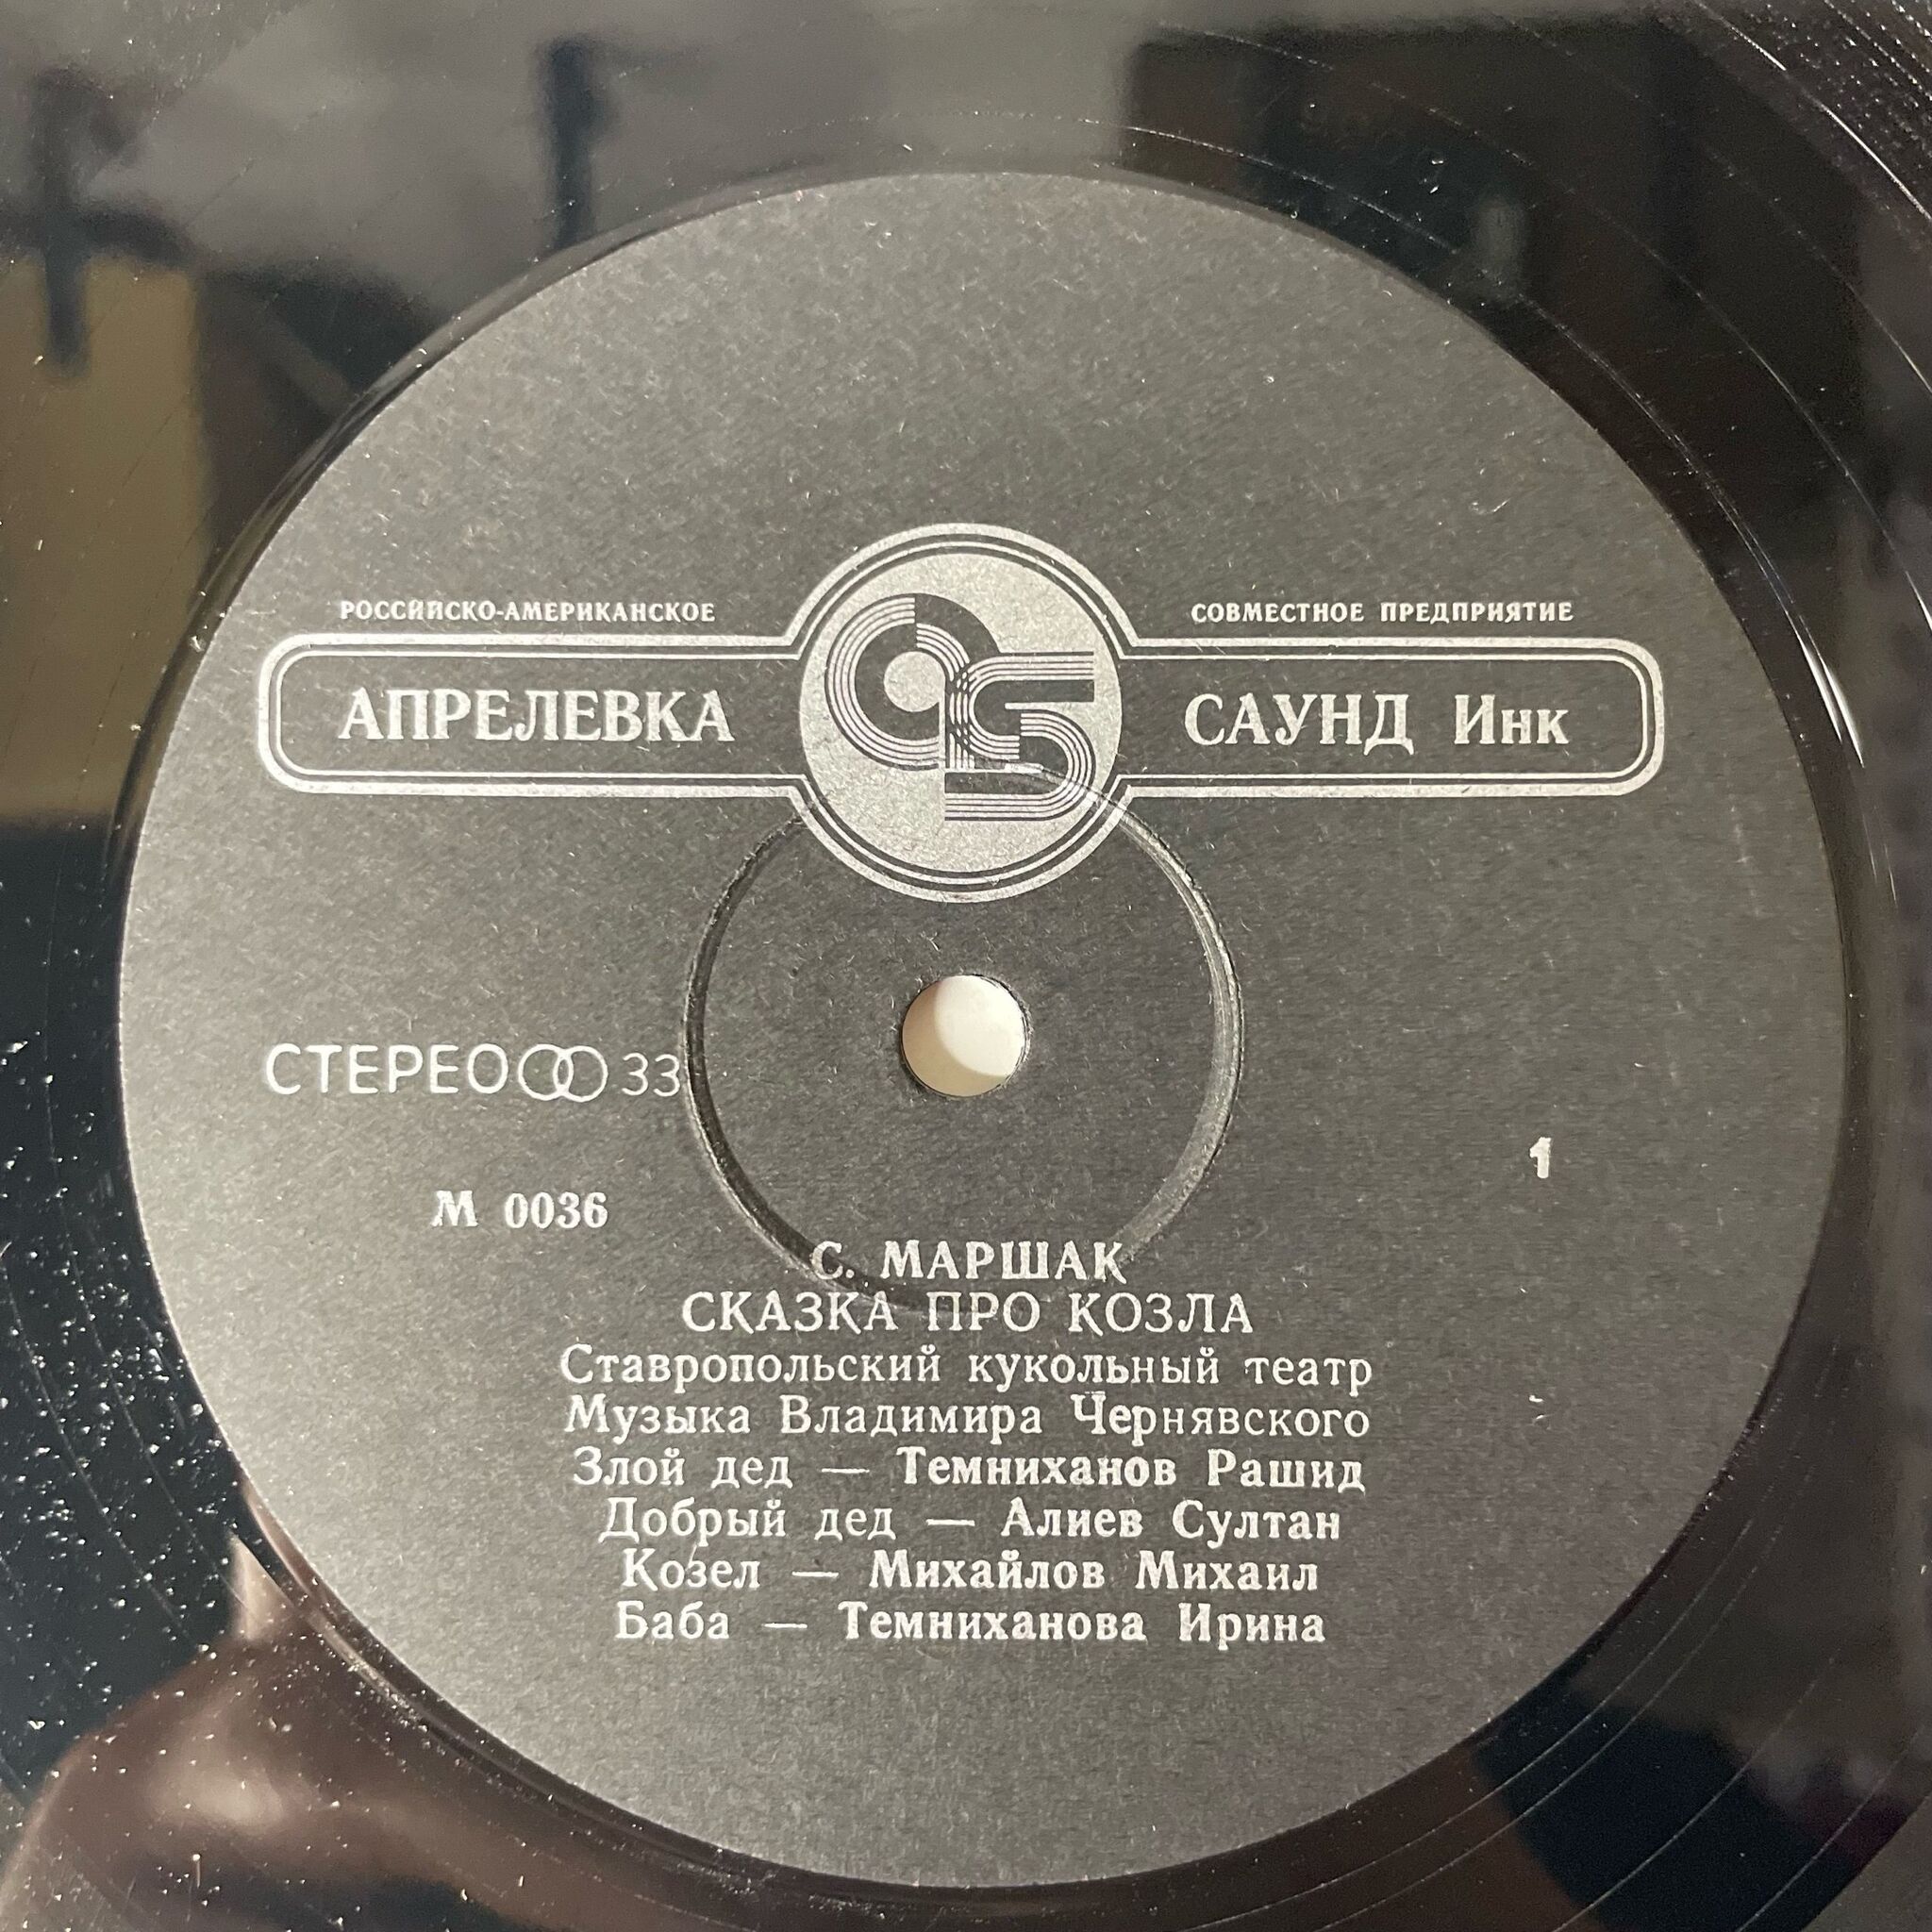 РОССИЙСКО-АМЕРИКАНСКОЕ СОВМЕСТНОЕ ПРЕДПРИЯТИЕ
АПРЕЛЕВКА AS САУНД Инк
СТЕРЕО 33
1
М 0036
С. МАРШАК
СКАЗКА ПРО КОЗЛА
Ставропольский кукольный театр
Музыка Владимира Чернявского
Злой дед — Темниханов Рашид
Добрый дед — Алиев Султан
Козел — Михайлов Михаил
Баба — Темниханова Ирина